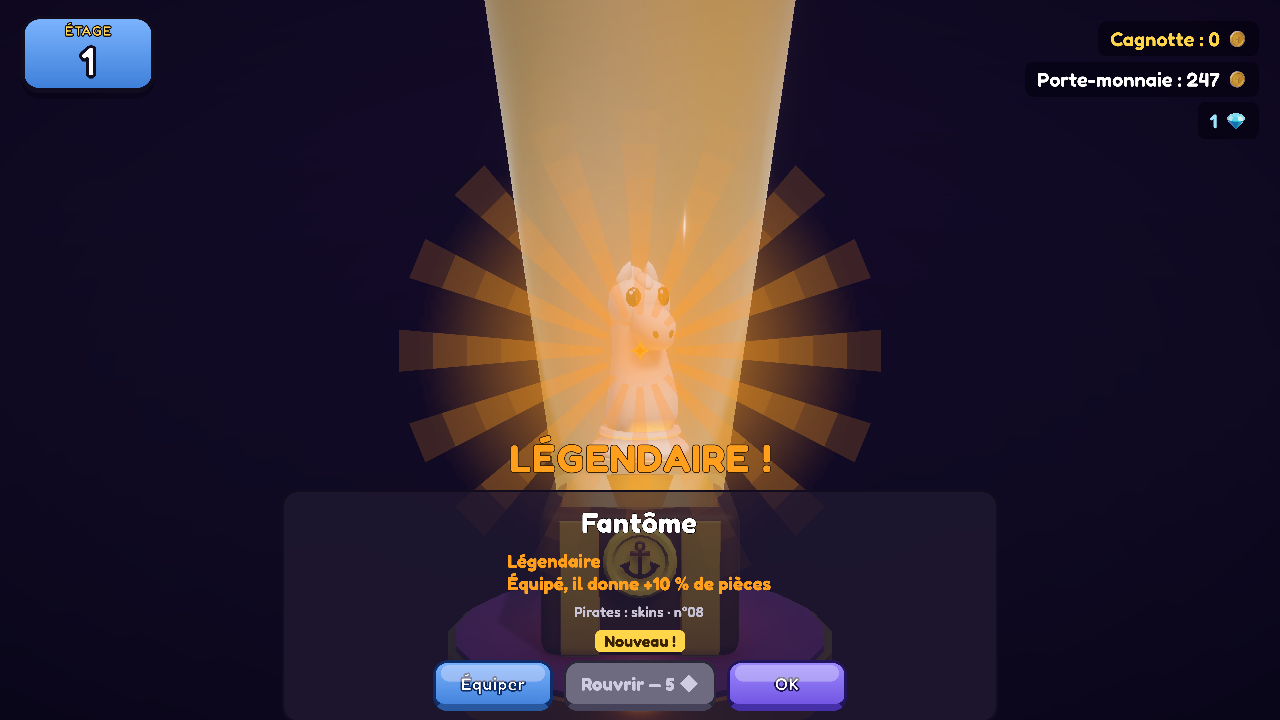 ÉTAGE
1
Cagnotte : 0
Porte-monnaie : 247
1
LÉGENDAIRE !
Fantôme
Légendaire
Équipé, il donne +10 % de pièces
Pirates : skins · n°08
Nouveau !
Équiper
Rouvrir — 5 ◆
OK